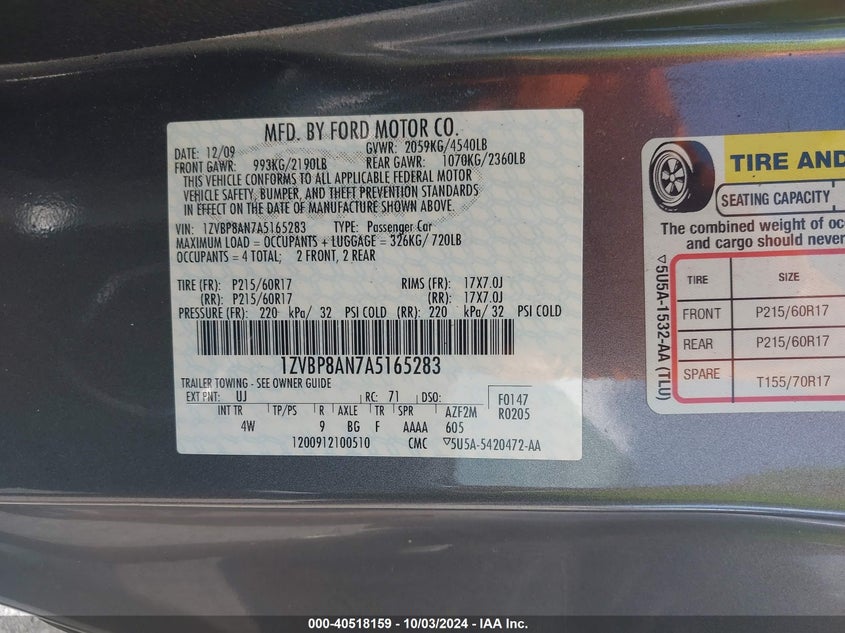 MFD. BY FORD MOTOR CO.
DATE: 12/09 GVWR: 2059KG/4540LB
FRONT GAWR: 993KG/2190LB REAR GAWR: 1070KG/2360LB
THIS VEHICLE CONFORMS TO ALL APPLICABLE FEDERAL MOTOR
VEHICLE SAFETY, BUMPER, AND THEFT PREVENTION STANDARDS
IN EFFECT ON THE DATE OF MANUFACTURE SHOWN ABOVE.
VIN: 1ZVBP8AN7A5165283 TYPE: Passenger Car
MAXIMUM LOAD = OCCUPANTS + LUGGAGE = 326KG/ 720LB
OCCUPANTS = 4 TOTAL; 2 FRONT, 2 REAR
TIRE (FR): P215/60R17 RIMS (FR): 17X7.0J
(RR): P215/60R17 (RR): 17X7.0J
PRESSURE (FR): 220 kPa/ 32 PSI COLD (RR): 220 kPa/ 32 PSI COLD
1ZVBP8AN7A5165283
TRAILER TOWING - SEE OWNER GUIDE
EXT PNT: UJ RC: 71 DSO: F0147
INT TR TP/PS R AXLE TR SPR AZF2M R0205
4W 9 BG F AAAA 605
1200912100510 CMC ▽5U5A-5420472-AA
TIRE AND
SEATING CAPACITY
The combined weight of oc
and cargo should never
▽5U5A-1532-AA (TLU)
TIRE SIZE
FRONT P215/60R17
REAR P215/60R17
SPARE T155/70R17
000-40518159 - 10/03/2024 - IAA Inc.